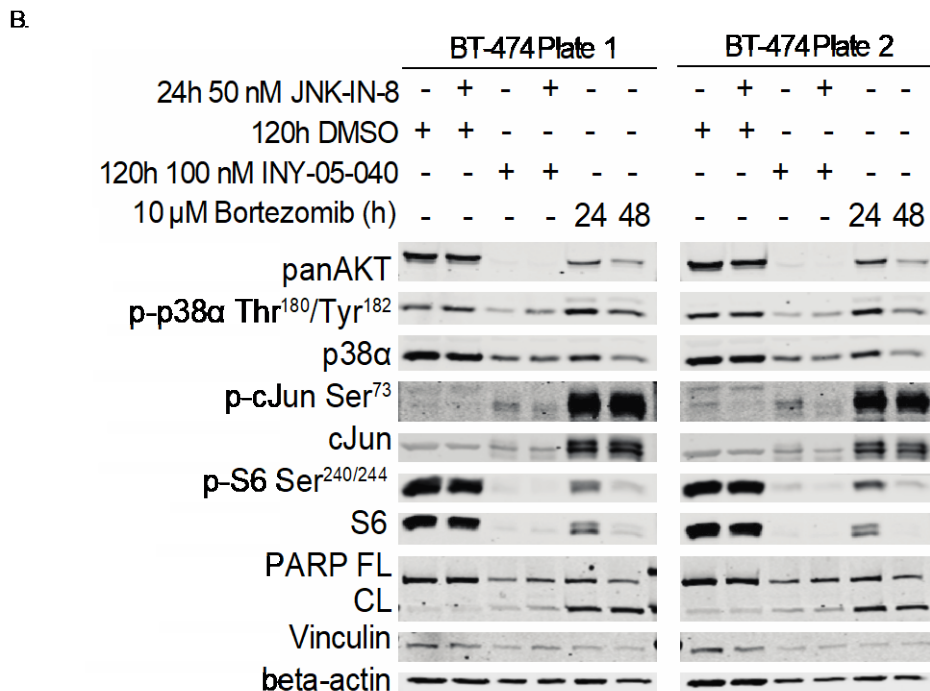 B.
BT-474 Plate 1 BT-474 Plate 2
24h 50 nM JNK-IN-8 - + - + - - - + - + - -
120h DMSO + + - - - - + + - - - -
120h 100 nM INY-05-040 - - + + - - - - + + - -
10 µM Bortezomib (h) - - - - 24 48 - - - - 24 48
panAKT
p-p38α Thr180/Tyr182
p38α
p-cJun Ser73
cJun
p-S6 Ser240/244
S6
PARP FL
CL
Vinculin
beta-actin